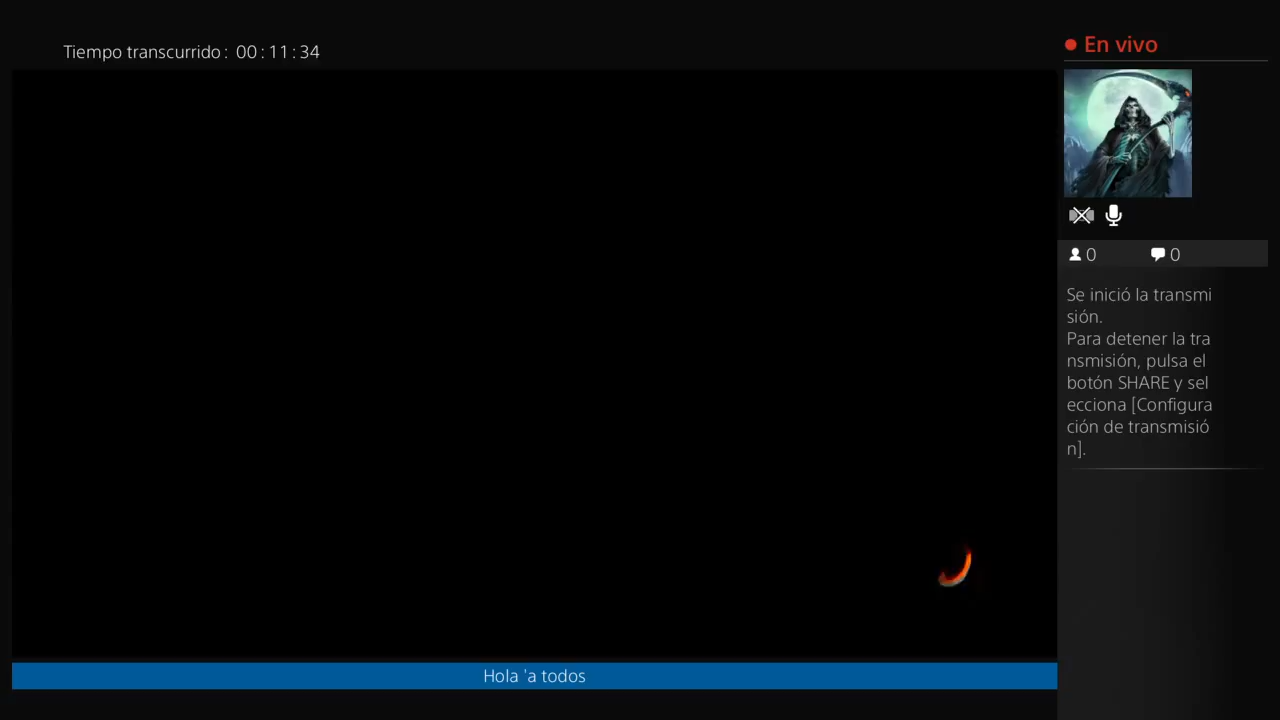 Tiempo transcurrido : 00 : 11 : 34
En vivo
0 0
Se inició la transmi
sión.
Para detener la tra
nsmisión, pulsa el
botón SHARE y sel
ecciona [Configura
ción de transmisió
n].
Hola 'a todos